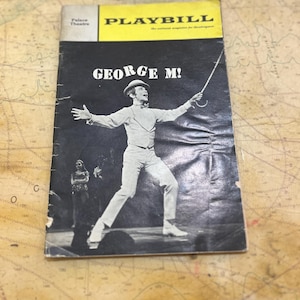 Palace
Theatre
PLAYBILL
the national magazine for theatregoers
GEORGE M!